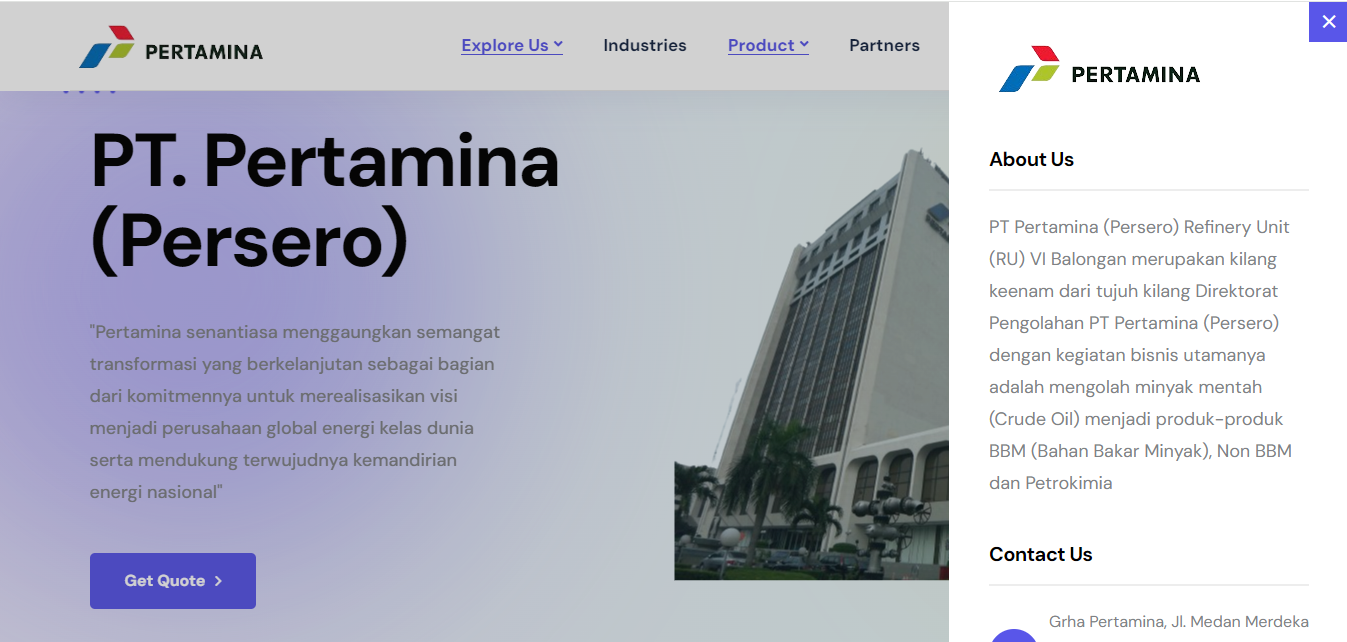 PERTAMINA
Explore Us
Industries
Product
Partners
PT. Pertamina
(Persero)
"Pertamina senantiasa menggaungkan semangat
transformasi yang berkelanjutan sebagai bagian
dari komitmennya untuk merealisasikan visi
menjadi perusahaan global energi kelas dunia
serta mendukung terwujudnya kemandirian
energi nasional"
Get Quote
PERTAMINA
About Us
PT Pertamina (Persero) Refinery Unit
(RU) VI Balongan merupakan kilang
keenam dari tujuh kilang Direktorat
Pengolahan PT Pertamina (Persero)
dengan kegiatan bisnis utamanya
adalah mengolah minyak mentah
(Crude Oil) menjadi produk-produk
BBM (Bahan Bakar Minyak), Non BBM
dan Petrokimia
Contact Us
Grha Pertamina, Jl. Medan Merdeka